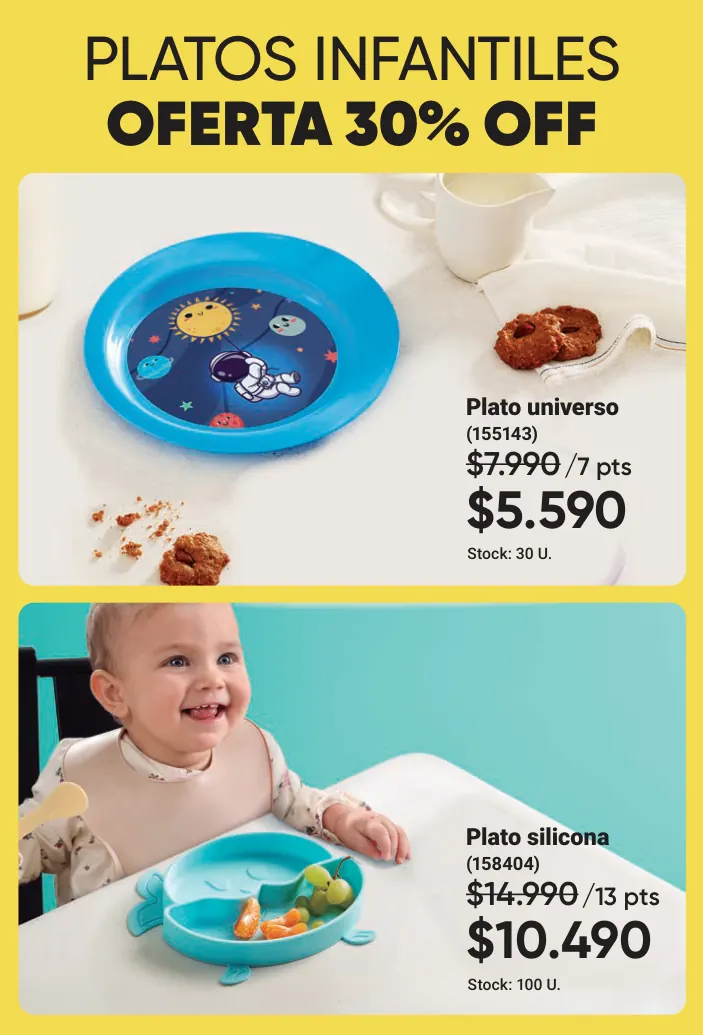 PLATOS INFANTILES
OFERTA 30% OFF
Plato universo
(155143)
$7.990 /7 pts
$5.590
Stock: 30 U.
Plato silicona
(158404)
$14.990 /13 pts
$10.490
Stock: 100 U.